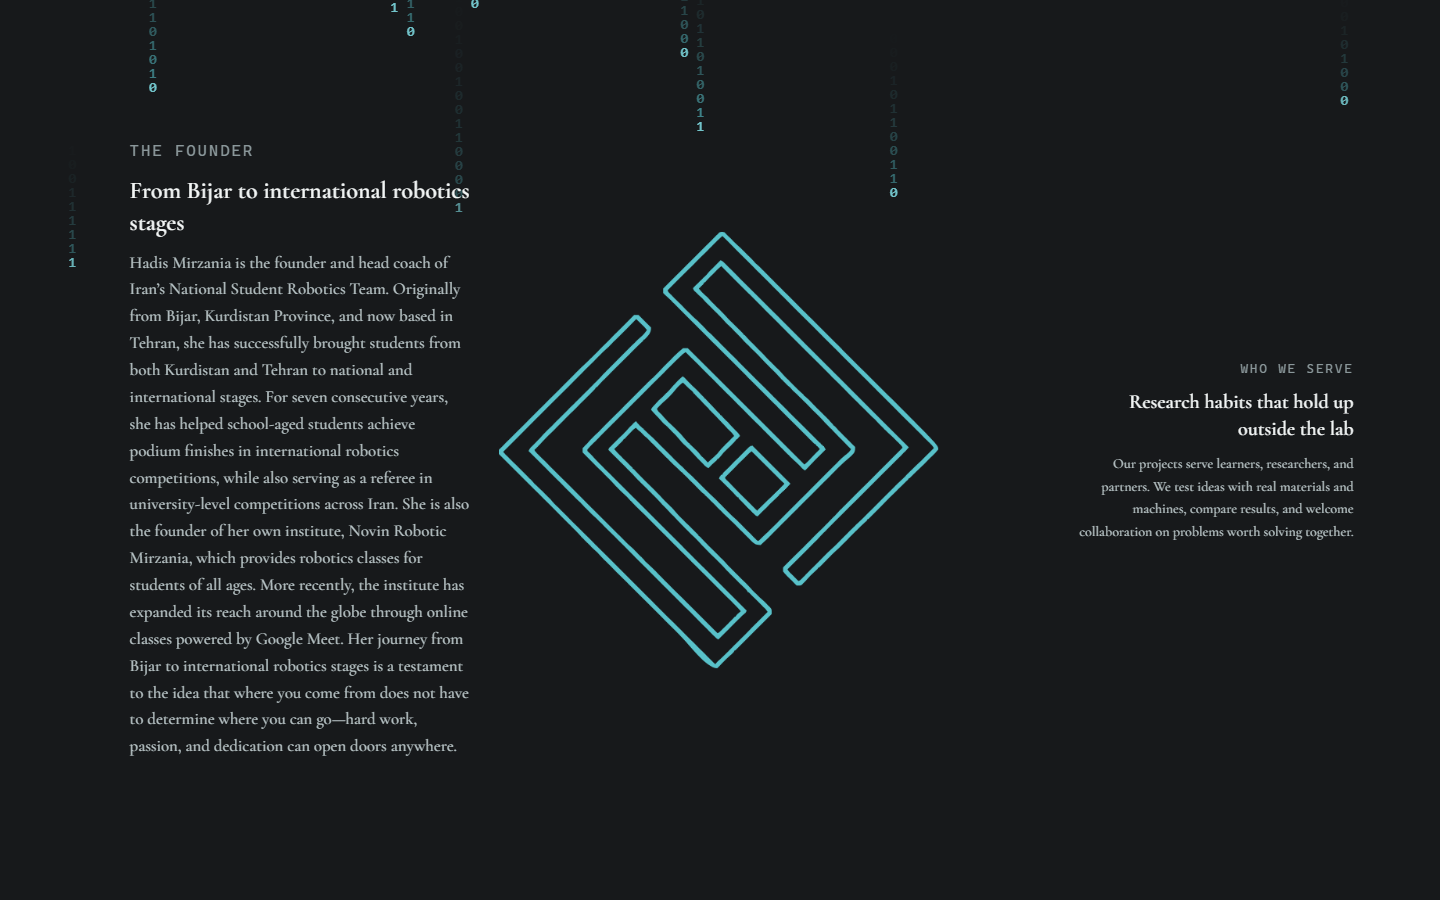 THE FOUNDER
From Bijar to international robotics
stages
Hadis Mirzania is the founder and head coach of
Iran’s National Student Robotics Team. Originally
from Bijar, Kurdistan Province, and now based in
Tehran, she has successfully brought students from
both Kurdistan and Tehran to national and
international stages. For seven consecutive years,
she has helped school-aged students achieve
podium finishes in international robotics
competitions, while also serving as a referee in
university-level competitions across Iran. She is also
the founder of her own institute, Novin Robotic
Mirzania, which provides robotics classes for
students of all ages. More recently, the institute has
expanded its reach around the globe through online
classes powered by Google Meet. Her journey from
Bijar to international robotics stages is a testament
to the idea that where you come from does not have
to determine where you can go—hard work,
passion, and dedication can open doors anywhere.
WHO WE SERVE
Research habits that hold up
outside the lab
Our projects serve learners, researchers, and
partners. We test ideas with real materials and
machines, compare results, and welcome
collaboration on problems worth solving together.